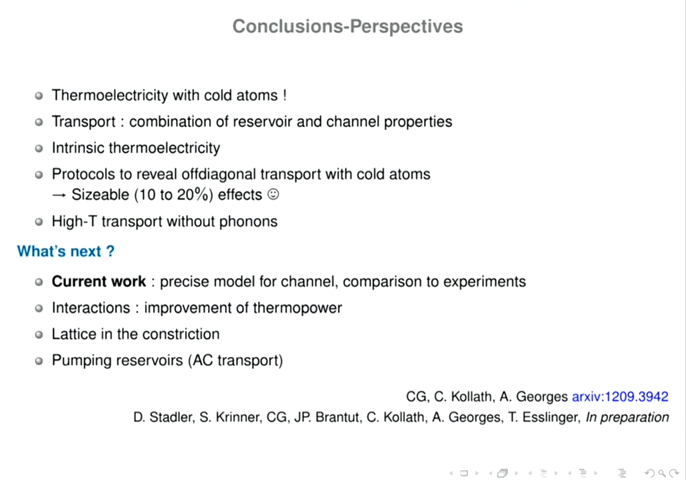 Conclusions-Perspectives
Thermoelectricity with cold atoms !
Transport : combination of reservoir and channel properties
Intrinsic thermoelectricity
Protocols to reveal offdiagonal transport with cold atoms
→ Sizeable (10 to 20%) effects ☺
High-T transport without phonons
What's next ?
Current work : precise model for channel, comparison to experiments
Interactions : improvement of thermopower
Lattice in the constriction
Pumping reservoirs (AC transport)
CG, C. Kollath, A. Georges arxiv:1209.3942
D. Stadler, S. Krinner, CG, JP. Brantut, C. Kollath, A. Georges, T. Esslinger, In preparation